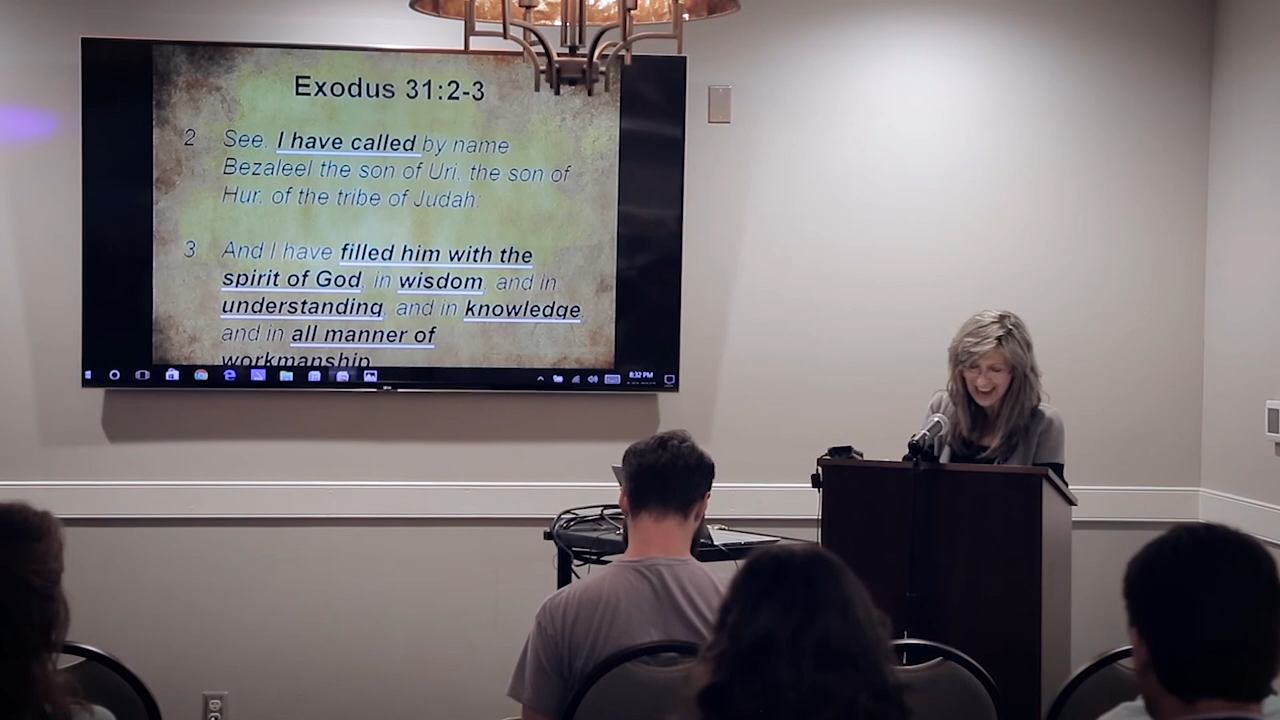 Exodus 31:2-3
2 See, I have called by name
Bezaleel the son of Uri, the son of
Hur, of the tribe of Judah:
3 And I have filled him with the
spirit of God, in wisdom, and in
understanding, and in knowledge,
and in all manner of
workmanship.
8:32 PM